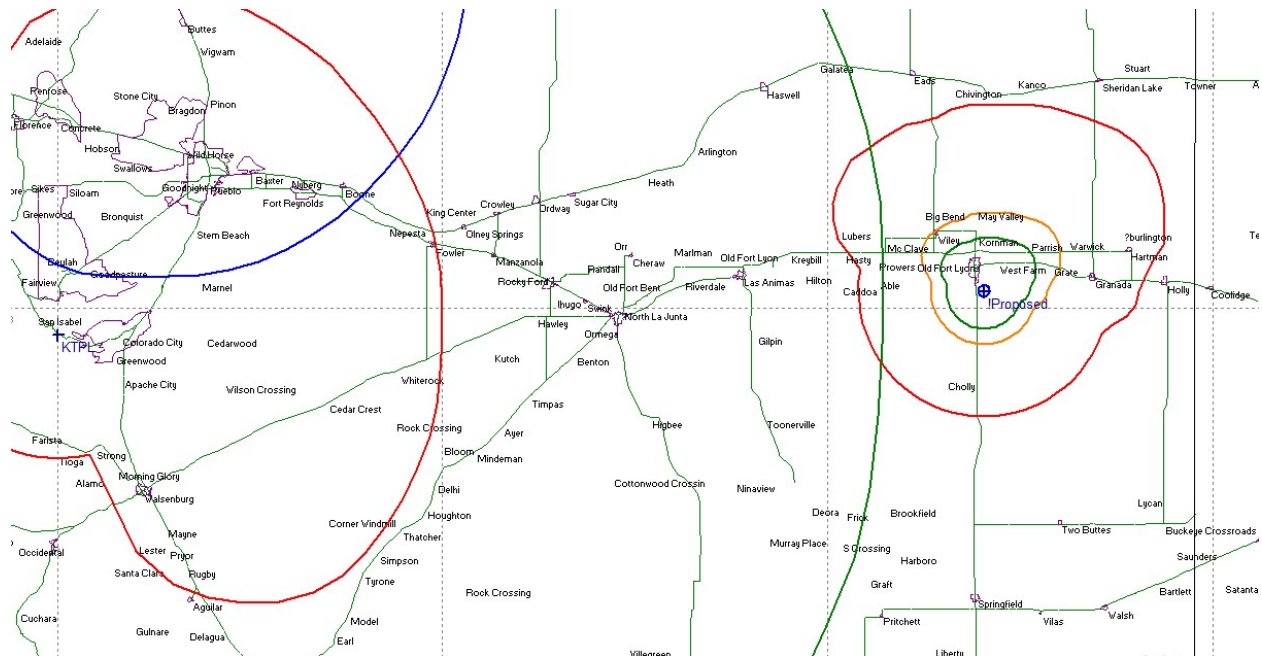 Buttes
Adelaide
Wigwam
Galatea
Stuart
Eads
Kanco
Sheridan Lake
Towner
A
Chivington
Haswell
Renrose
Stone City
Pinon
Bragdon
Florence
Concrete
Hobson
Wild Horse
Arlington
Swallows
Baxter
Nyberg
Boone
Heath
Sikes
Siloam
Goodnight
Pueblo
Fort Reynolds
Sugar City
Crowley
Ordway
Greenwood
Bronquist
King Center
Big Bend
May Valley
Nepesta
Olney Springs
Stem Beach
Lubers
Wiley
Kornman
?burlington
Te
Orr
Mc Clave
Parrish
Warwick
Fowler
Marlman
Old Fort Lyon
Kreybill
Hasty
Hartman
Manzanola
Cheraw
Beulah
Randall
Prowers
Old Fort Lyons
West Farm
Grate
Goodpasture
Fairview
Marnel
Rocky Ford
Old Fort Bent
Riverdale
Las Animas
Hilton
Caddoa
Able
Granada
Holly
Coolidge
Ihugo
Swink
!Proposed
San Isabel
Hawley
North La Junta
Ormega
KTPL
Colorado City
Cedarwood
Gilpin
Greenwood
Kutch
Benton
Apache City
Wilson Crossing
Whiterock
Cholly
Cedar Crest
Timpas
Rock Crossing
Higbee
Toonerville
Farista
Ayer
Strong
Bloom
Mindeman
Tioga
Morning Glory
Alamo
Cottonwood Crossin
Ninaview
Delhi
Walsenburg
Lycan
Houghton
Deora
Frick
Brookfield
Corner Windmill
Two Buttes
Buckeye Crossroads
Mayne
Thatcher
Occidental
Lester
Pryor
Murray Place
S Crossing
Saunders
Simpson
Harboro
Santa Clara
Rugby
Tyrone
Graft
Rock Crossing
Bartlett
Satanta
Aguilar
Springfield
Cuchara
Model
Pritchett
Vilas
Walsh
Gulnare
Delagua
Earl
Villegreen
Liberty